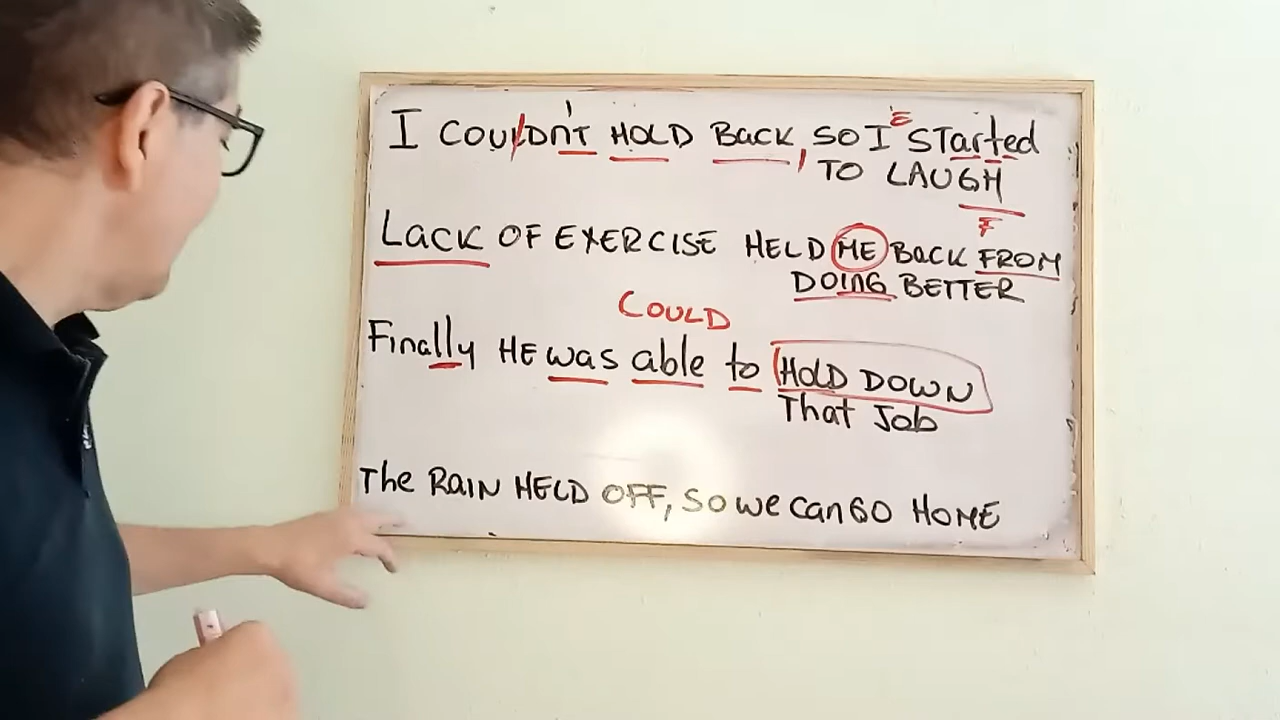 I COULDN'T HOLD BACK, SO I STarted
E
TO LAUGH
F
Lack OF EXERCISE HELD ME BACK FROM
DOING BETTER
COULD
Finally HE was able to HOLD DOWN
That Job
The RAIN HELD OFF, SO we can GO HOME